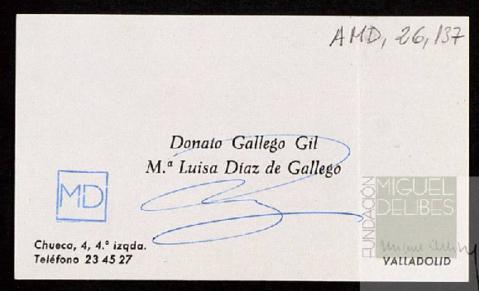 AMD, 26, 137
Donato Gallego Gil
M.ª Luisa Díaz de Gallego
MD
FUNDACIÓN
MIGUEL
DELIBES
Chueca, 4, 4.º izqda.
Teléfono 23 45 27
VALLADOLID